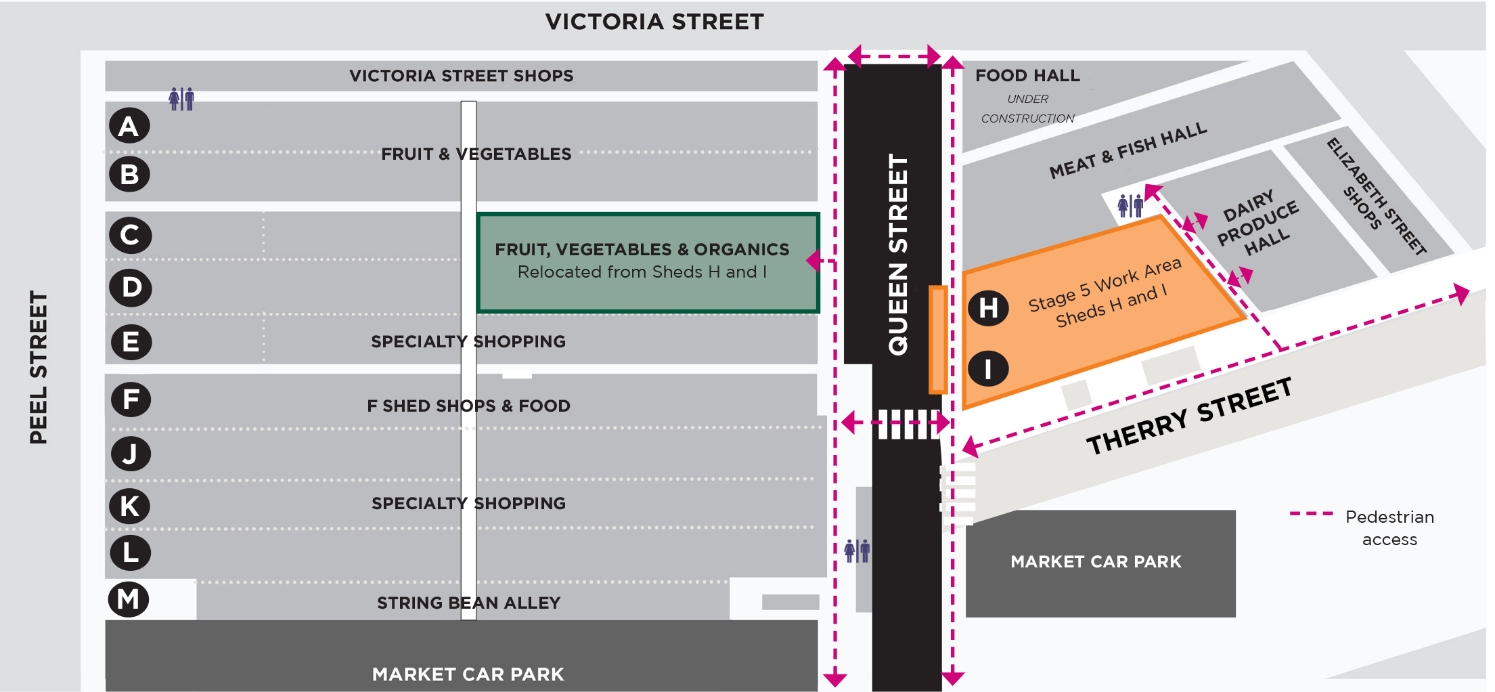 VICTORIA STREET
VICTORIA STREET SHOPS
A
FRUIT & VEGETABLES
B
C
FRUIT, VEGETABLES & ORGANICS
Relocated from Sheds H and I
D
E
SPECIALTY SHOPPING
F
F SHED SHOPS & FOOD
J
K
SPECIALTY SHOPPING
L
M
STRING BEAN ALLEY
MARKET CAR PARK
PEEL STREET
QUEEN STREET
FOOD HALL
UNDER
CONSTRUCTION
MEAT & FISH HALL
DAIRY
PRODUCE
HALL
ELIZABETH STREET
SHOPS
H
Stage 5 Work Area
Sheds H and I
I
THERRY STREET
MARKET CAR PARK
Pedestrian
access